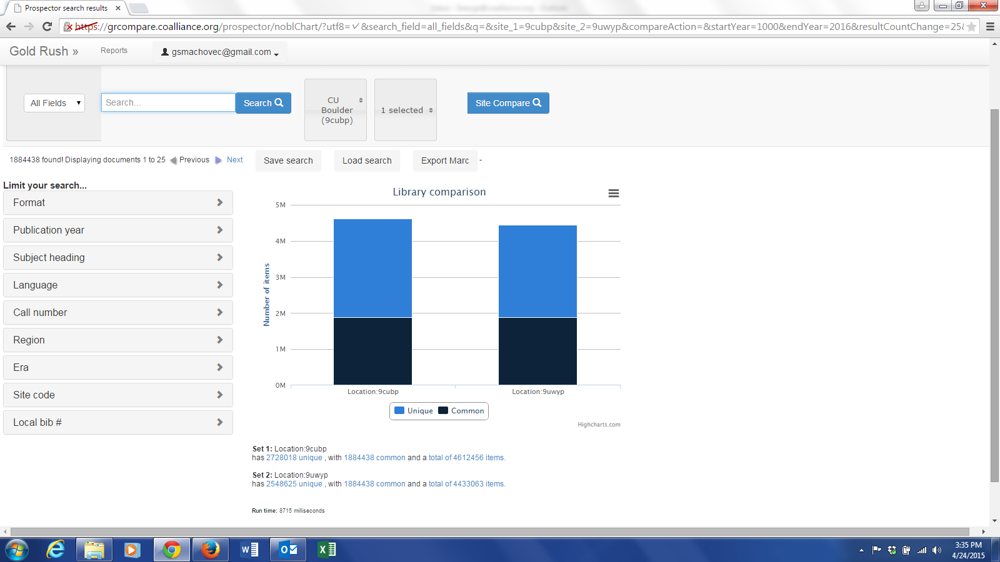 Prospector search results
https://grcompare.coalliance.org/prospector/noblChart/?utf8=✓&search_field=all_fields&q=&site_1=9cubp&site_2=9uwyp&compareAction=&startYear=1000&endYear=2016&resultCountChange=25&
Gold Rush » Reports gsmachovec@gmail.com
All Fields Search... Search CU Boulder (9cubp) 1 selected Site Compare
1884438 found! Displaying documents 1 to 25 Previous Next Save search Load search Export Marc -
Limit your search...
Format
Publication year
Subject heading
Language
Call number
Region
Era
Site code
Local bib #
Library comparison
Number of items
5M
4M
3M
2M
1M
0M
Location:9cubp Location:9uwyp
Unique Common
Highcharts.com
Set 1: Location:9cubp
has 2728018 unique , with 1884438 common and a total of 4612456 items.
Set 2: Location:9uwyp
has 2548625 unique , with 1884438 common and a total of 4433063 items.
Run time: 8715 milliseconds
3:35 PM
4/24/2015